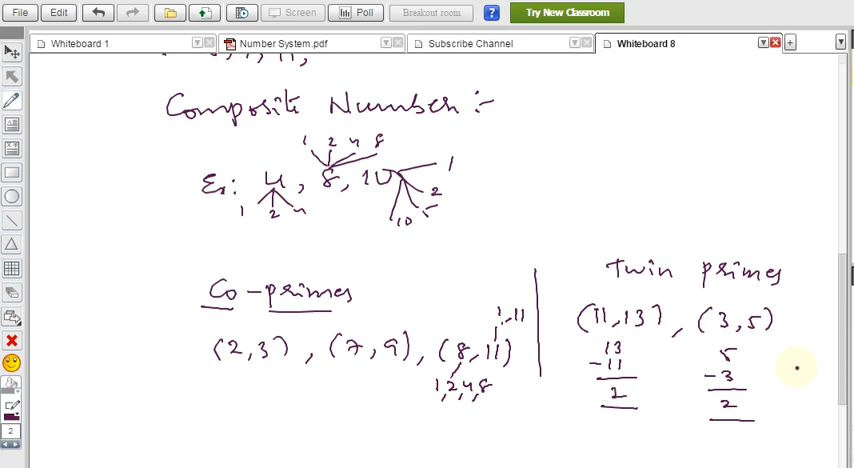 File Edit Screen Poll Breakout room ? Try New Classroom
Whiteboard 1 Number System.pdf Subscribe Channel Whiteboard 8
Composite Number :-
1 2 4 8
Ex: 4, 8, 10
1
1 2 4
2
10 5
Co-primes
Twin primes
1, 11
(2,3), (7,9), (8,11)
(11,13), (3,5)
1, 2, 4, 8
13 5
-11 -3
2 2
2